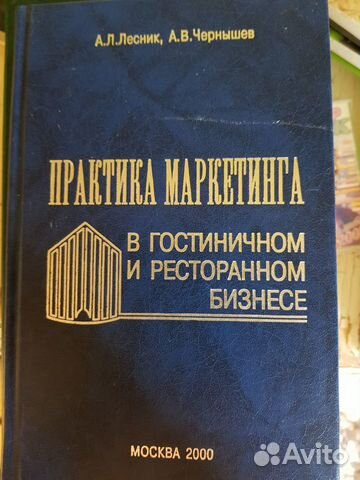 А.Л.Лесник, А.В.Чернышев
ПРАКТИКА МАРКЕТИНГА
В ГОСТИНИЧНОМ
И РЕСТОРАННОМ
БИЗНЕСЕ
МОСКВА 2000
Avito